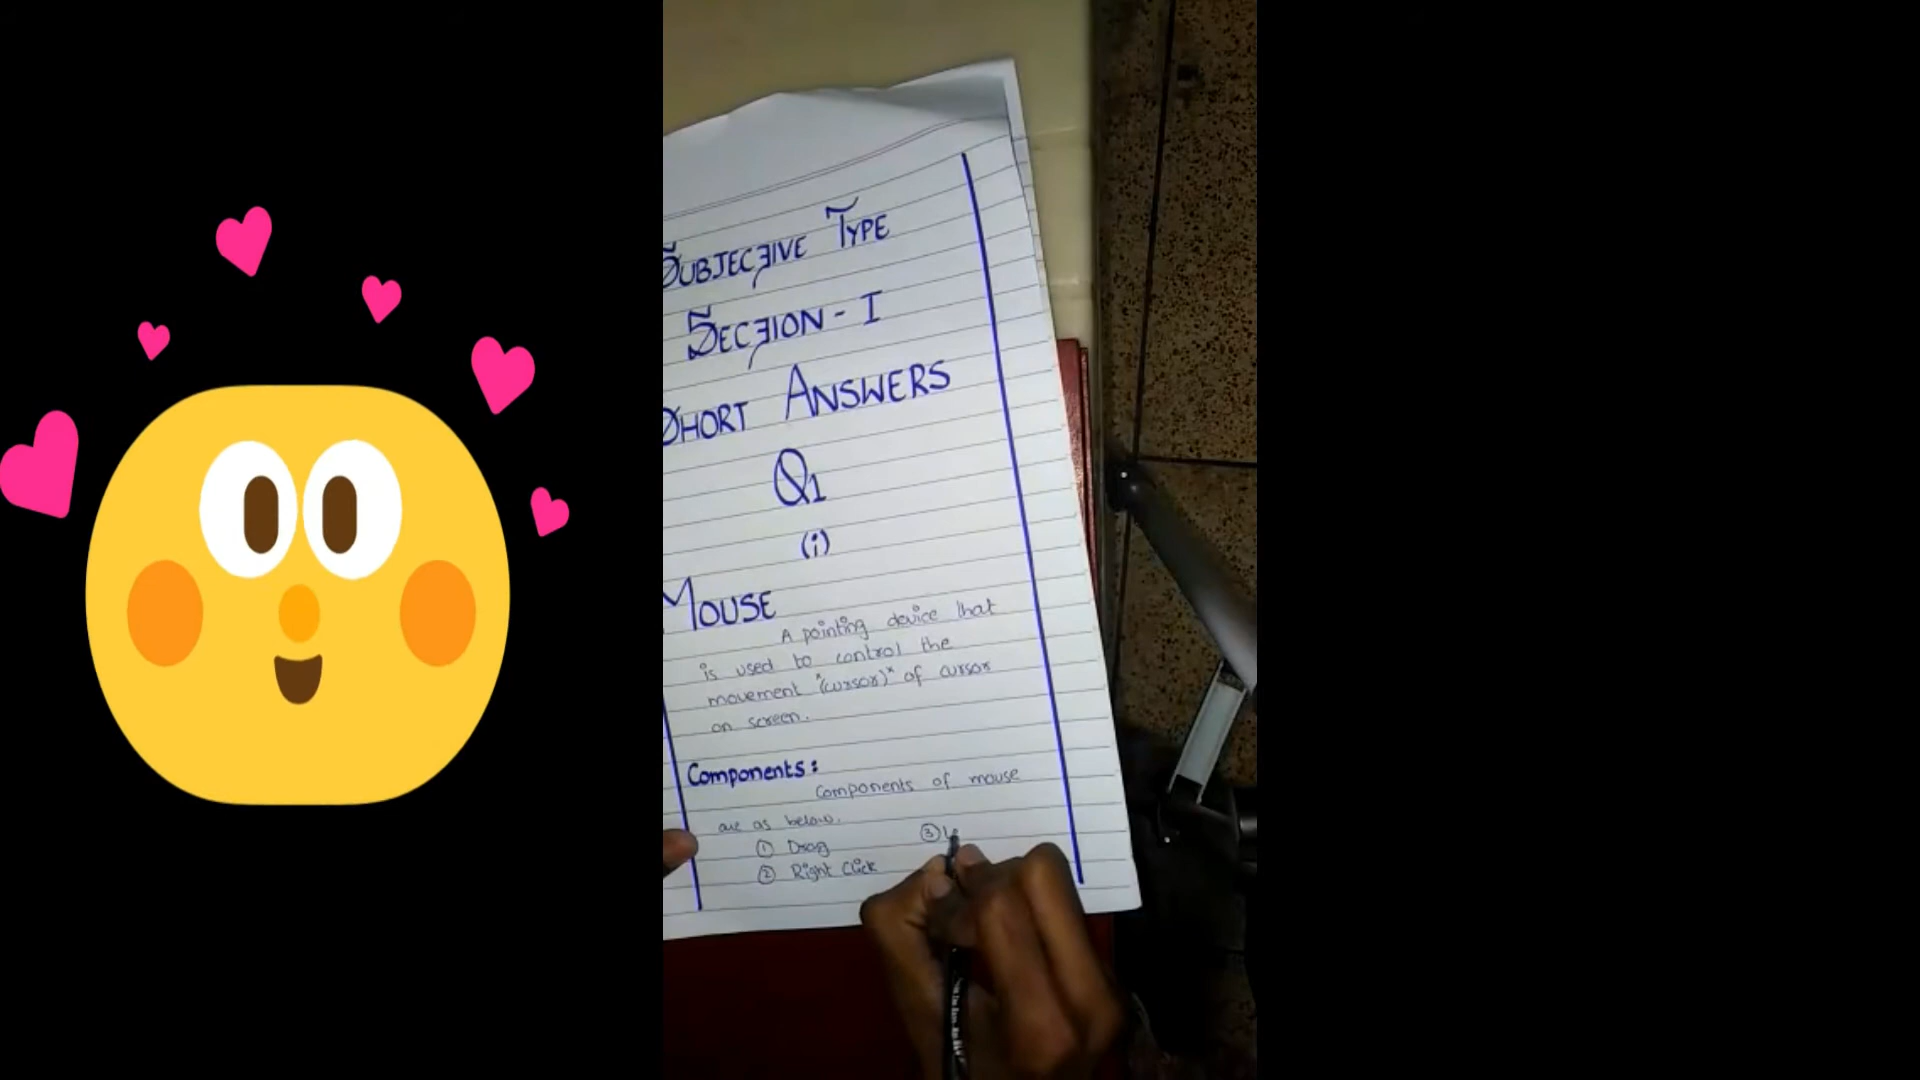 SUBJECTIVE TYPE
SECTION - I
SHORT ANSWERS
Q1
(i)
MOUSE
A pointing device that
is used to control the
movement "(cursor)" of cursor
on screen.
Components:
Components of mouse
are as below.
① Drag
② Right Click
③